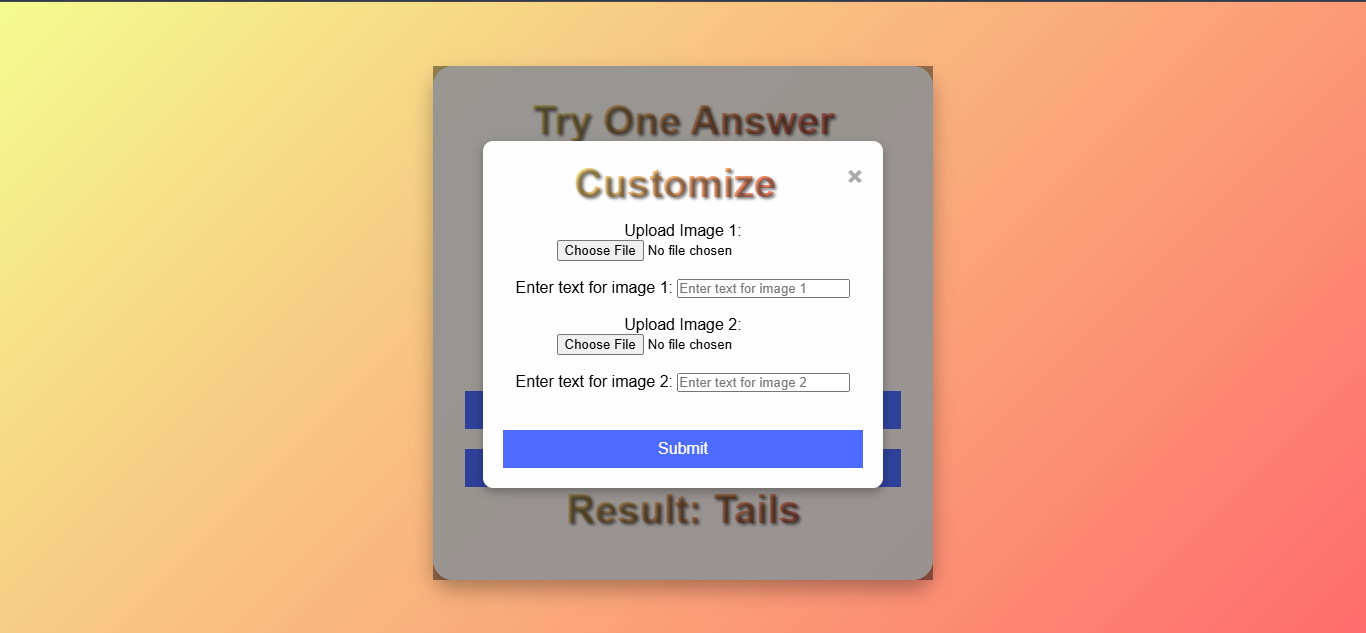 Try One Answer
Customize ×
Upload Image 1:
Choose File No file chosen
Enter text for image 1: Enter text for image 1
Upload Image 2:
Choose File No file chosen
Enter text for image 2: Enter text for image 2
Submit
Result: Tails